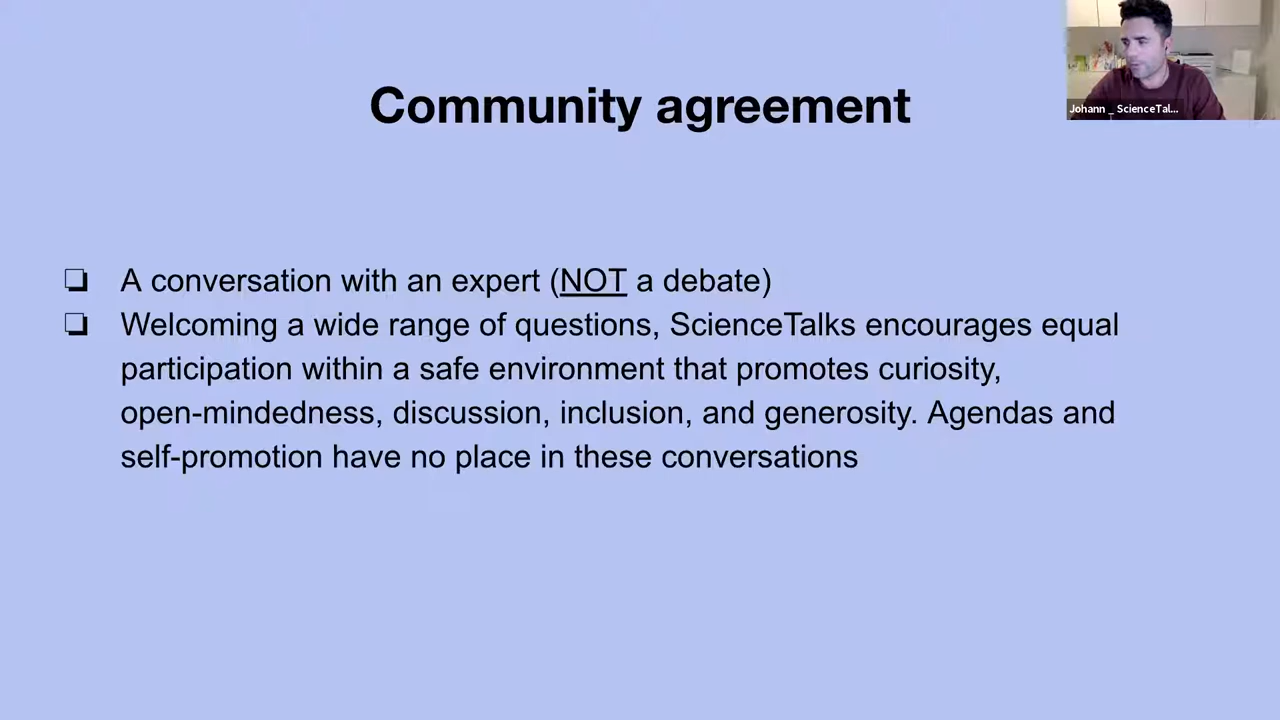 Community agreement
Johann _ ScienceTal...
❏ A conversation with an expert (NOT a debate)
❏ Welcoming a wide range of questions, ScienceTalks encourages equal
participation within a safe environment that promotes curiosity,
open-mindedness, discussion, inclusion, and generosity. Agendas and
self-promotion have no place in these conversations